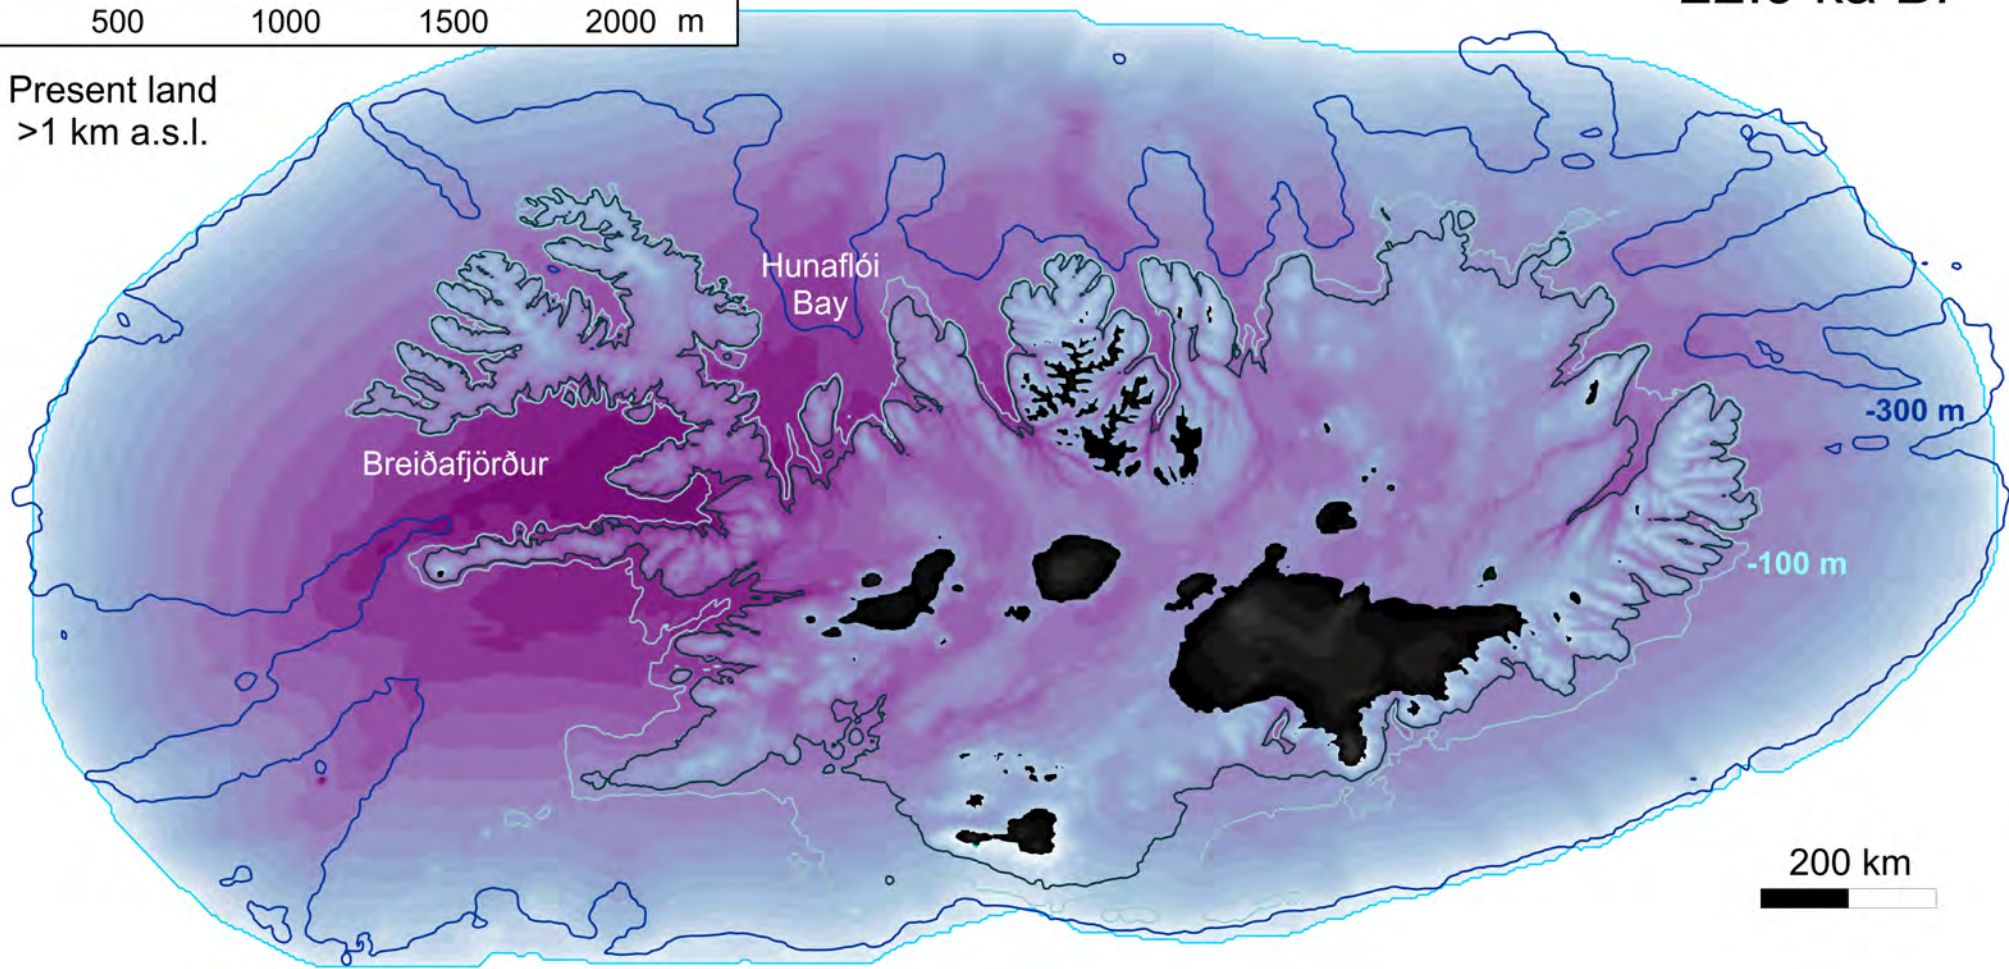 500 1000 1500 2000 m
Present land
>1 km a.s.l.
Hunaflói
Bay
Breiðafjörður
-300 m
-100 m
200 km